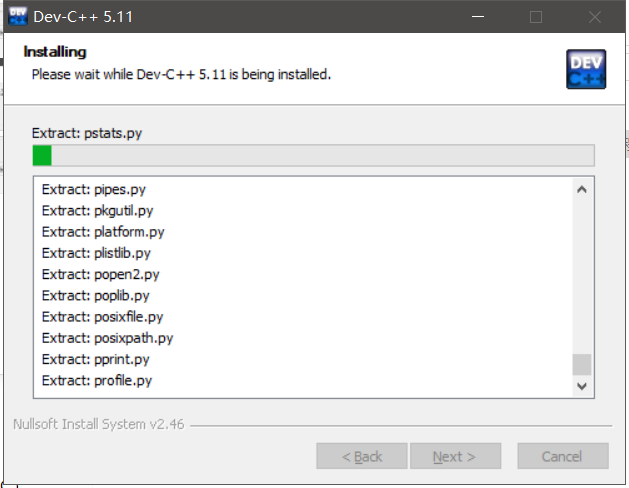 Dev-C++ 5.11
Installing
Please wait while Dev-C++ 5.11 is being installed.
DEV
C++
Extract: pstats.py
Extract: pipes.py
Extract: pkgutil.py
Extract: platform.py
Extract: plistlib.py
Extract: popen2.py
Extract: poplib.py
Extract: posixfile.py
Extract: posixpath.py
Extract: pprint.py
Extract: profile.py
Nullsoft Install System v2.46
< Back
Next >
Cancel